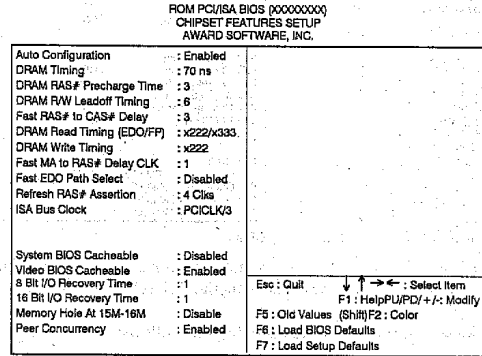 ROM PCI/ISA BIOS (XXXXXXXXX)
CHIPSET FEATURES SETUP
AWARD SOFTWARE, INC.
Auto Configuration : Enabled
DRAM Timing : 70 ns
DRAM RAS# Precharge Time : 3
DRAM R/W Leadoff Timing : 6
Fast RAS# to CAS# Delay : 3
DRAM Read Timing (EDO/FP) : x222/x333
DRAM Write Timing : x222
Fast MA to RAS# Delay CLK : 1
Fast EDO Path Select : Disabled
Refresh RAS# Assertion : 4 Clks
ISA Bus Clock : PCICLK/3
System BIOS Cacheable : Disabled
Video BIOS Cacheable : Enabled
8 Bit I/O Recovery Time : 1
16 Bit I/O Recovery Time : 1
Memory Hole At 15M-16M : Disable
Peer Concurrency : Enabled
Esc : Quit ↓ ↑ → ← : Select Item
F1 : HelpPU/PD/+/-: Modify
F5 : Old Values (Shift)F2 : Color
F6 : Load BIOS Defaults
F7 : Load Setup Defaults